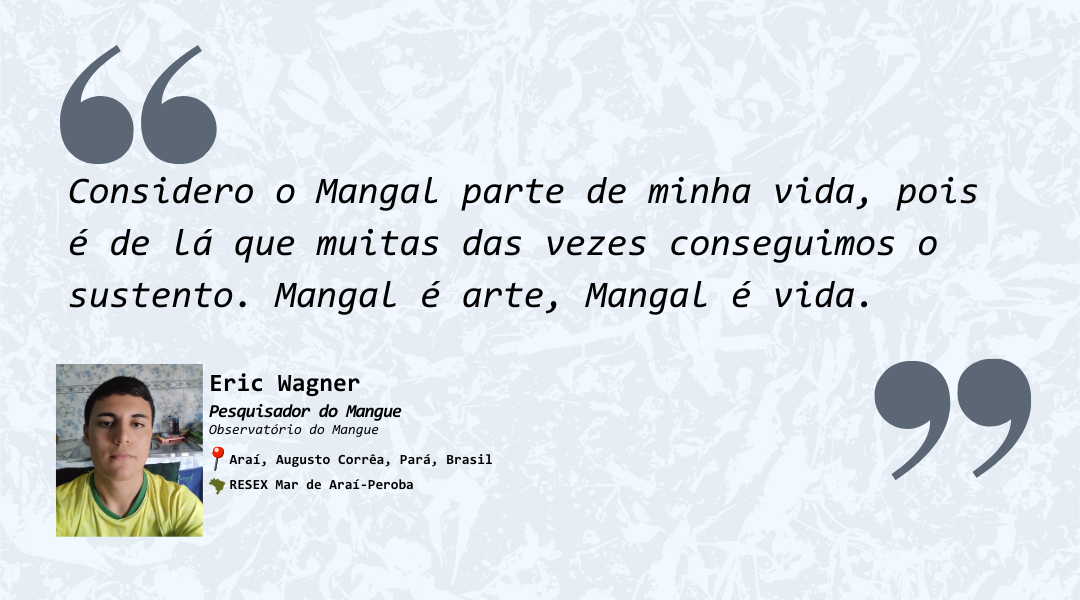 Considero o Mangal parte de minha vida, pois
é de lá que muitas das vezes conseguimos o
sustento. Mangal é arte, Mangal é vida.
Eric Wagner
Pesquisador do Mangue
Observatório do Mangue
Araí, Augusto Corrêa, Pará, Brasil
RESEX Mar de Araí-Peroba